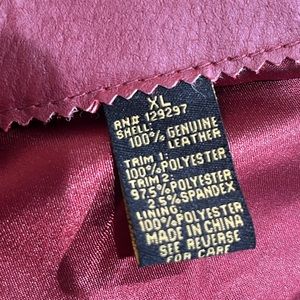 XL
RN# 129297
SHELL:
100% GENUINE
LEATHER
TRIM 1:
100% POLYESTER
TRIM 2:
97.5% POLYESTER
2.5% SPANDEX
LINING:
100% POLYESTER
MADE IN CHINA
SEE REVERSE
FOR CARE